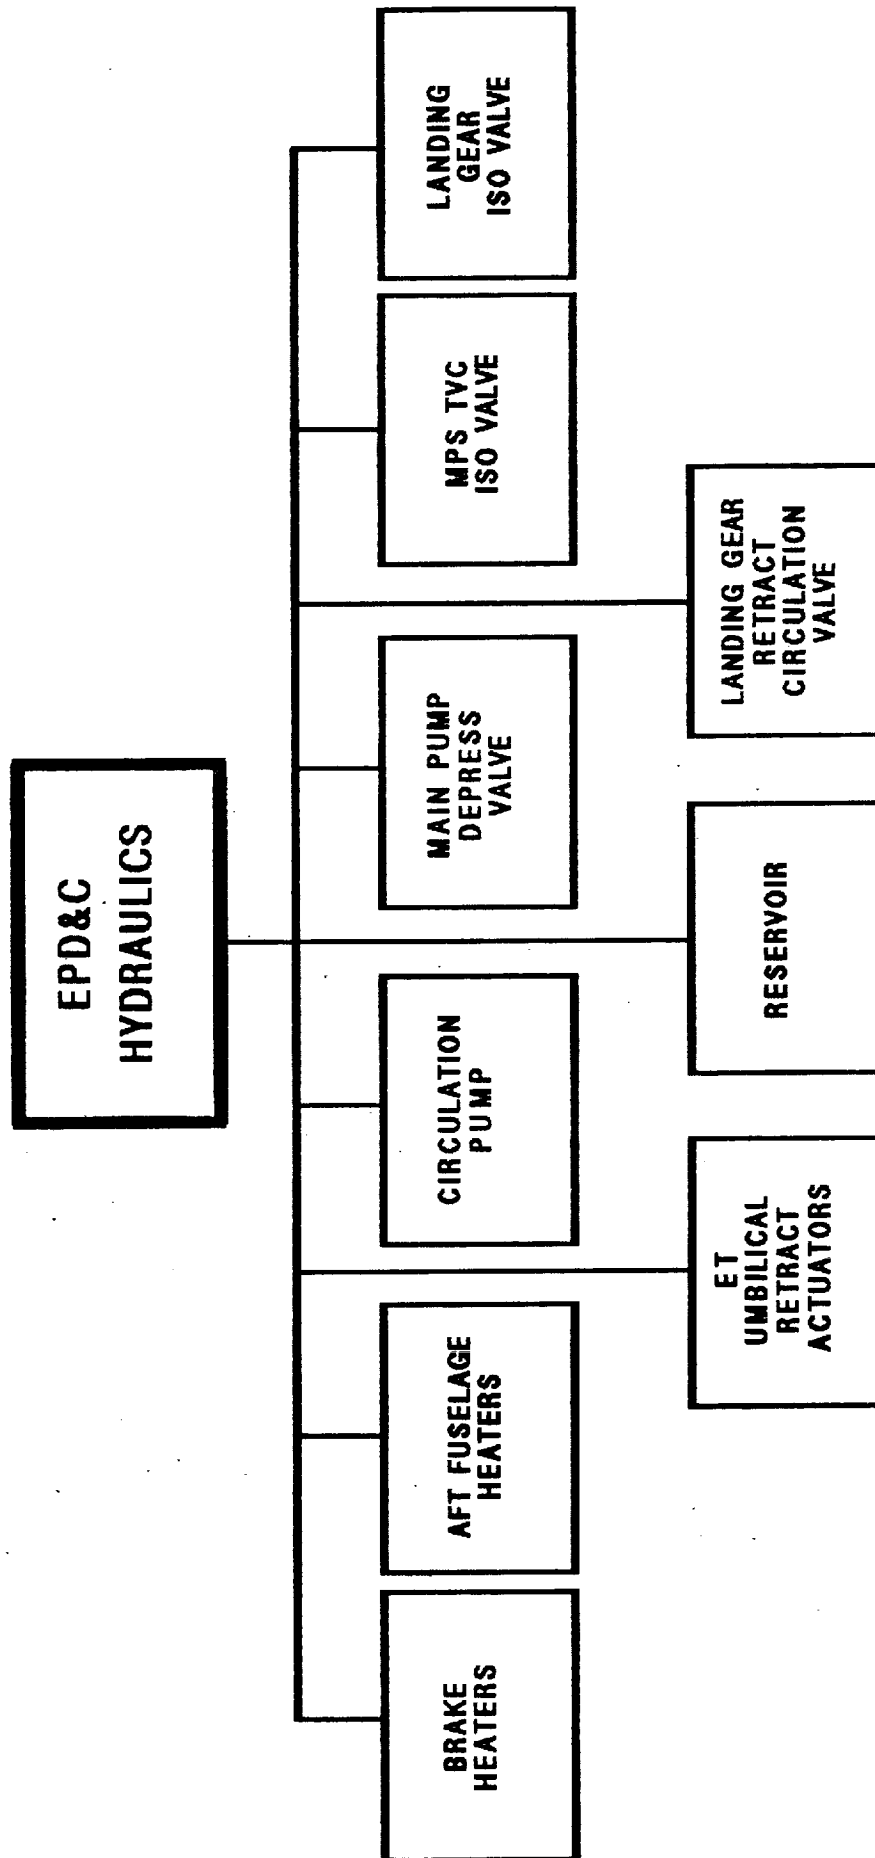 EPD&C
HYDRAULICS
BRAKE
HEATERS
AFT FUSELAGE
HEATERS
CIRCULATION
PUMP
MAIN PUMP
DEPRESS
VALVE
MPS TVC
ISO VALVE
LANDING
GEAR
ISO VALVE
ET
UMBILICAL
RETRACT
ACTUATORS
RESERVOIR
LANDING GEAR
RETRACT
CIRCULATION
VALVE